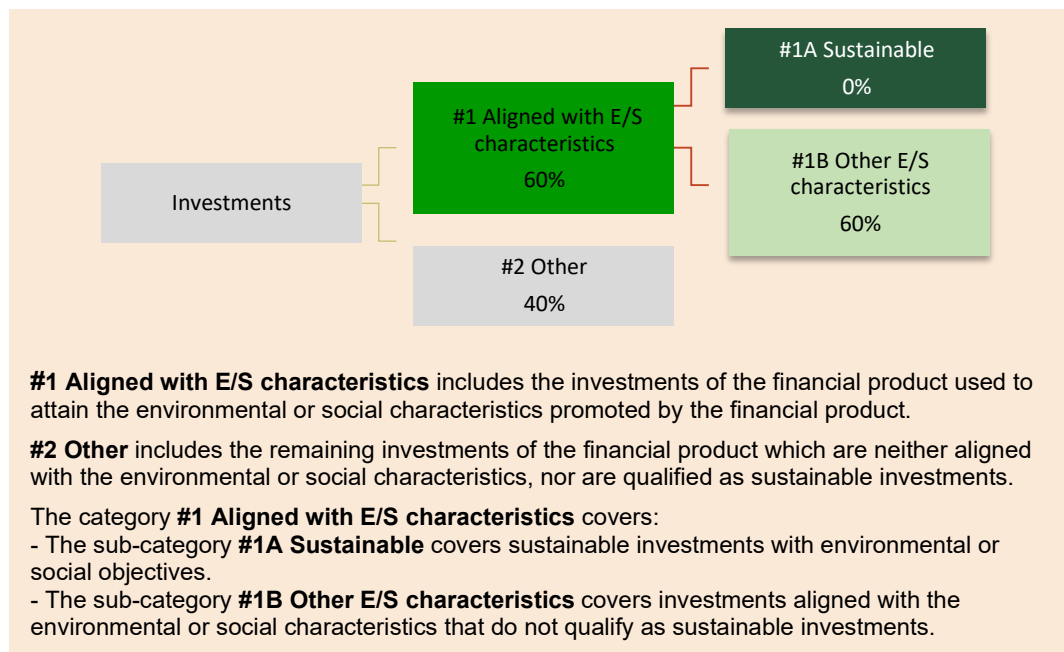 #1A Sustainable
0%
#1 Aligned with E/S
characteristics
60%
#1B Other E/S
characteristics
60%
Investments
#2 Other
40%
#1 Aligned with E/S characteristics includes the investments of the financial product used to
attain the environmental or social characteristics promoted by the financial product.
#2 Other includes the remaining investments of the financial product which are neither aligned
with the environmental or social characteristics, nor are qualified as sustainable investments.
The category #1 Aligned with E/S characteristics covers:
- The sub-category #1A Sustainable covers sustainable investments with environmental or
social objectives.
- The sub-category #1B Other E/S characteristics covers investments aligned with the
environmental or social characteristics that do not qualify as sustainable investments.